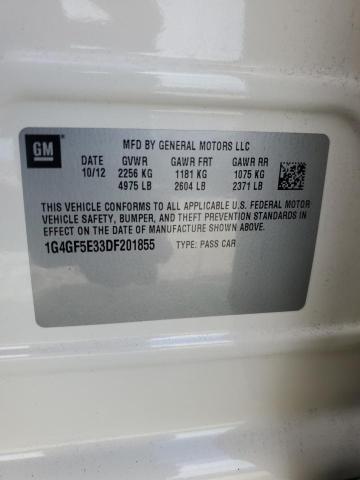 GM
MFD BY GENERAL MOTORS LLC
DATE GVWR GAWR FRT GAWR RR
10/12 2256 KG 1181 KG 1075 KG
4975 LB 2604 LB 2371 LB
THIS VEHICLE CONFORMS TO ALL APPLICABLE U.S. FEDERAL MOTOR
VEHICLE SAFETY, BUMPER, AND THEFT PREVENTION STANDARDS
IN EFFECT ON THE DATE OF MANUFACTURE SHOWN ABOVE.
1G4GF5E33DF201855 TYPE: PASS CAR